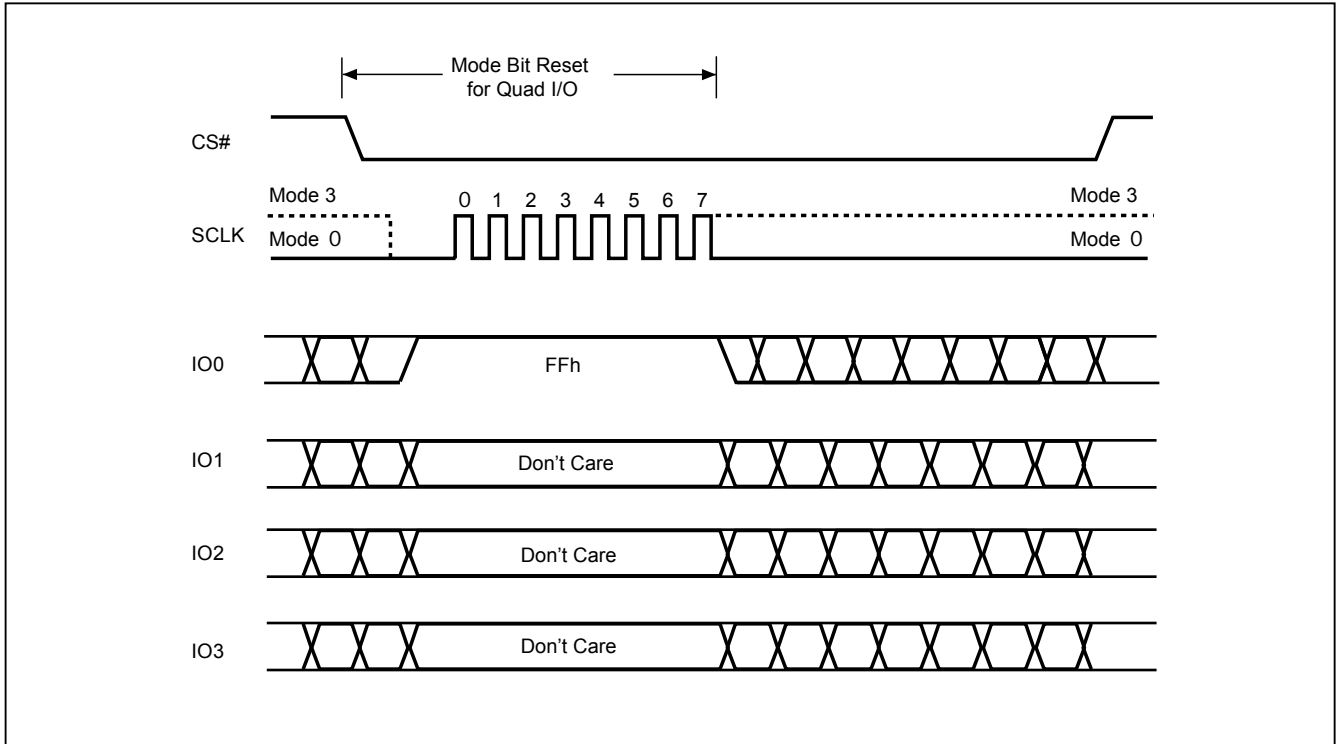 Mode Bit Reset
for Quad I/O
CS#
Mode 3
0 1 2 3 4 5 6 7
Mode 3
SCLK
Mode 0
Mode 0
IO0
FFh
IO1
Don't Care
IO2
Don't Care
IO3
Don't Care